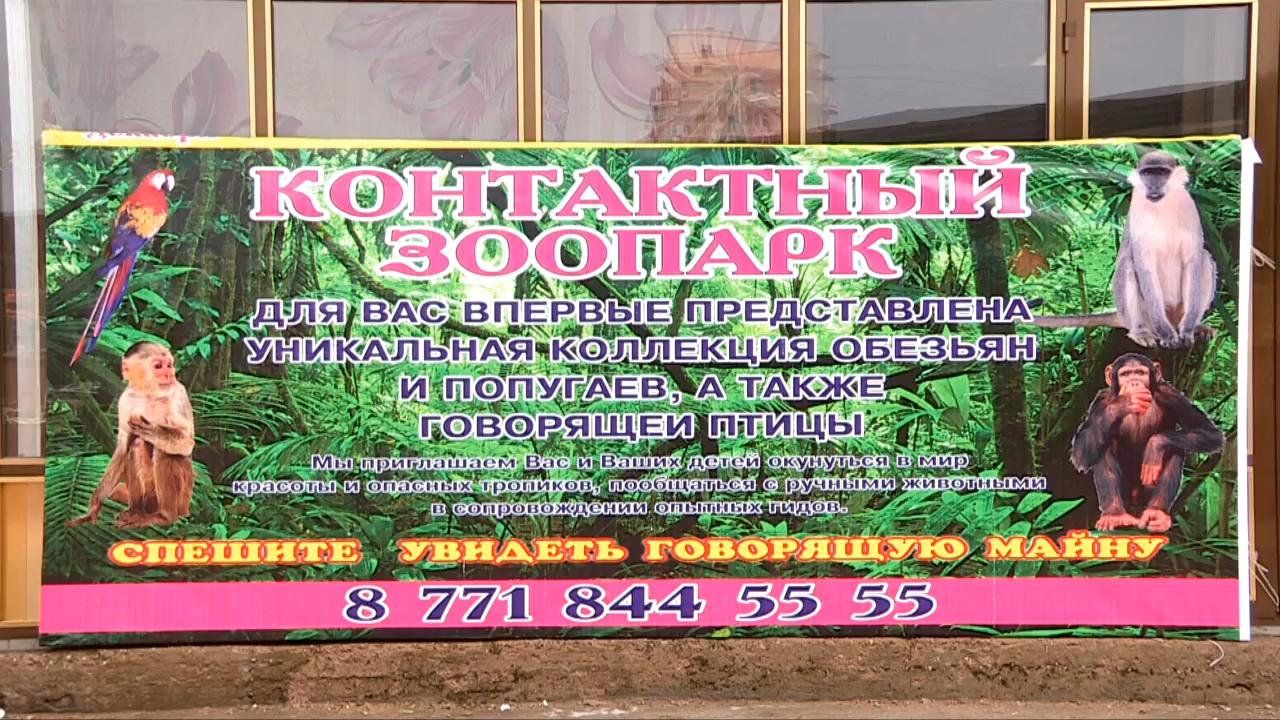 КОНТАКТНЫЙ
ЗООПАРК
ДЛЯ ВАС ВПЕРВЫЕ ПРЕДСТАВЛЕНА
УНИКАЛЬНАЯ КОЛЛЕКЦИЯ ОБЕЗЬЯН
И ПОПУГАЕВ, А ТАКЖЕ
ГОВОРЯЩЕЙ ПТИЦЫ
Мы приглашаем Вас и Ваших детей окунуться в мир
красоты и опасных тропиков, пообщаться с ручными животными
в сопровождении опытных гидов.
СПЕШИТЕ УВИДЕТЬ ГОВОРЯЩУЮ МАЙНУ
8 771 844 55 55